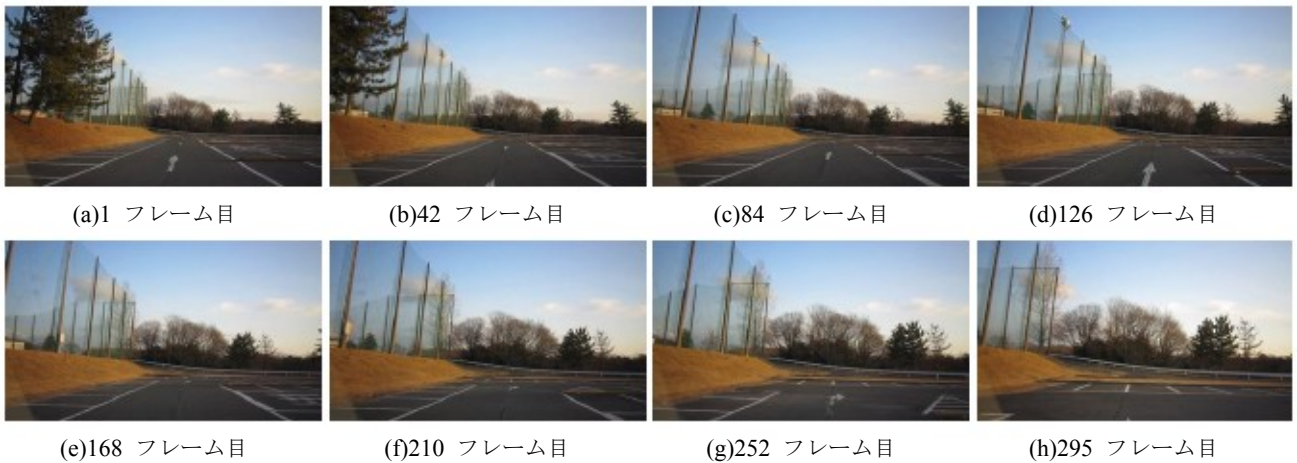 (a)1 フレーム目 (b)42 フレーム目 (c)84 フレーム目 (d)126 フレーム目
(e)168 フレーム目 (f)210 フレーム目 (g)252 フレーム目 (h)295 フレーム目